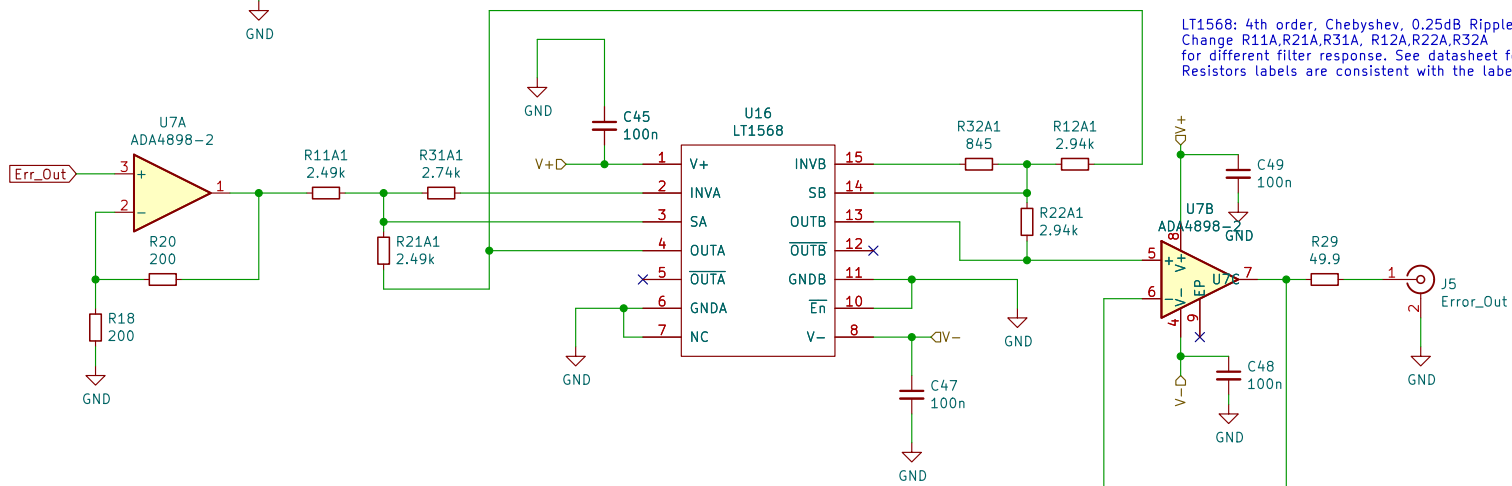 GND
LT1568: 4th order, Chebyshev, 0.25dB Ripple
Change R11A,R21A,R31A, R12A,R22A,R32A
for different filter response. See datasheet
Resistors labels are consistent with the
U7A
ADA4898-2
Err_Out
3
+
2
-
1
R20
200
R18
200
GND
R11A1
2.49k
R31A1
2.74k
R21A1
2.49k
GND
C45
100n
V+
U16
LT1568
1
V+
2
INVA
3
SA
4
OUTA
5
OUTA
6
GNDA
7
NC
GND
INVB
15
SB
14
OUTB
13
OUTB
12
GNDB
11
En
10
V-
8
V-
C47
100n
GND
GND
R32A1
845
R12A1
2.94k
R22A1
2.94k
V+
C49
100n
GND
U7B
ADA4898-2
U7C
8
V+
5
+
6
-
7
V-
4
EP
9
V-
C48
100n
GND
R29
49.9
1
2
J5
Error_Out
GND